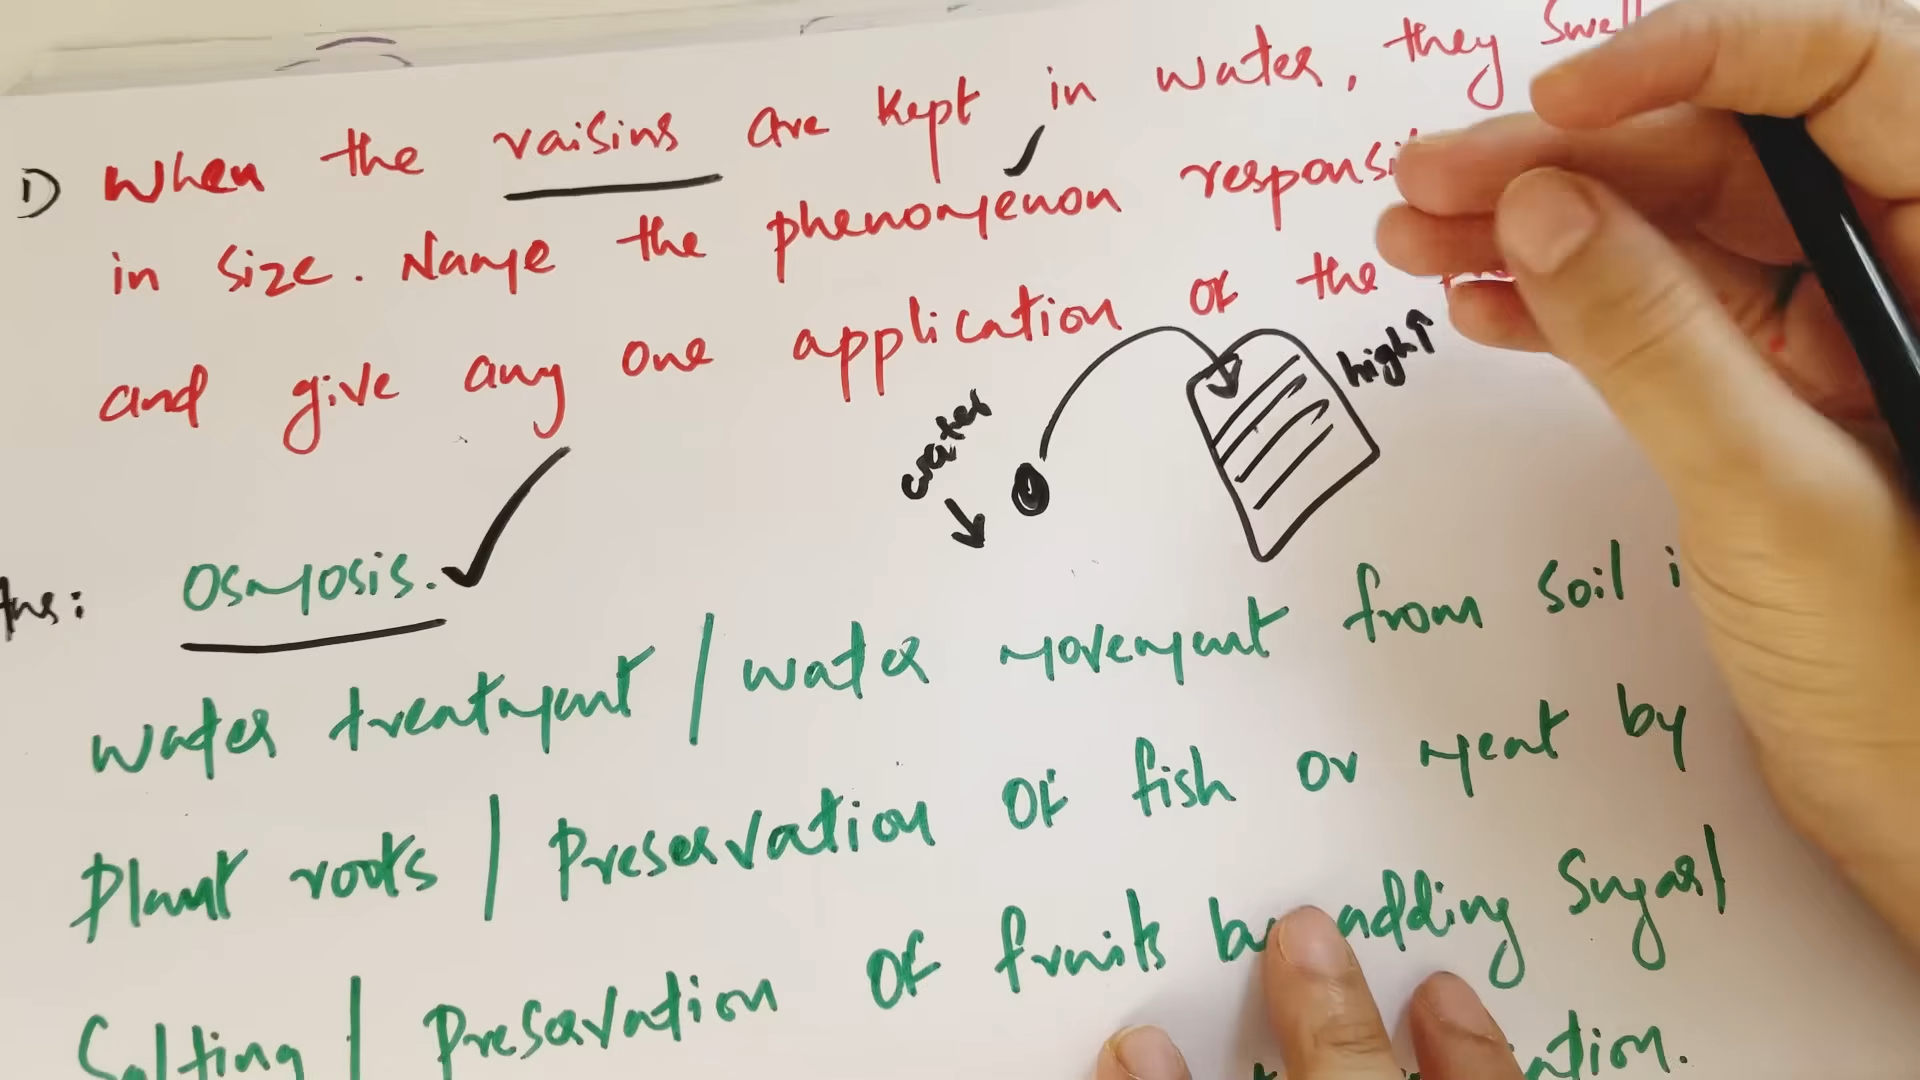 1) When the raisins are kept in water, they
in size. Name the phenomenon
and give any one application of the
high↑
water
↓
Ans: Osmosis.
Water treatment / water movement from soil
Plant roots / Preservation of fish or meat by
Salting / Preservation of fruits by adding Sugar/